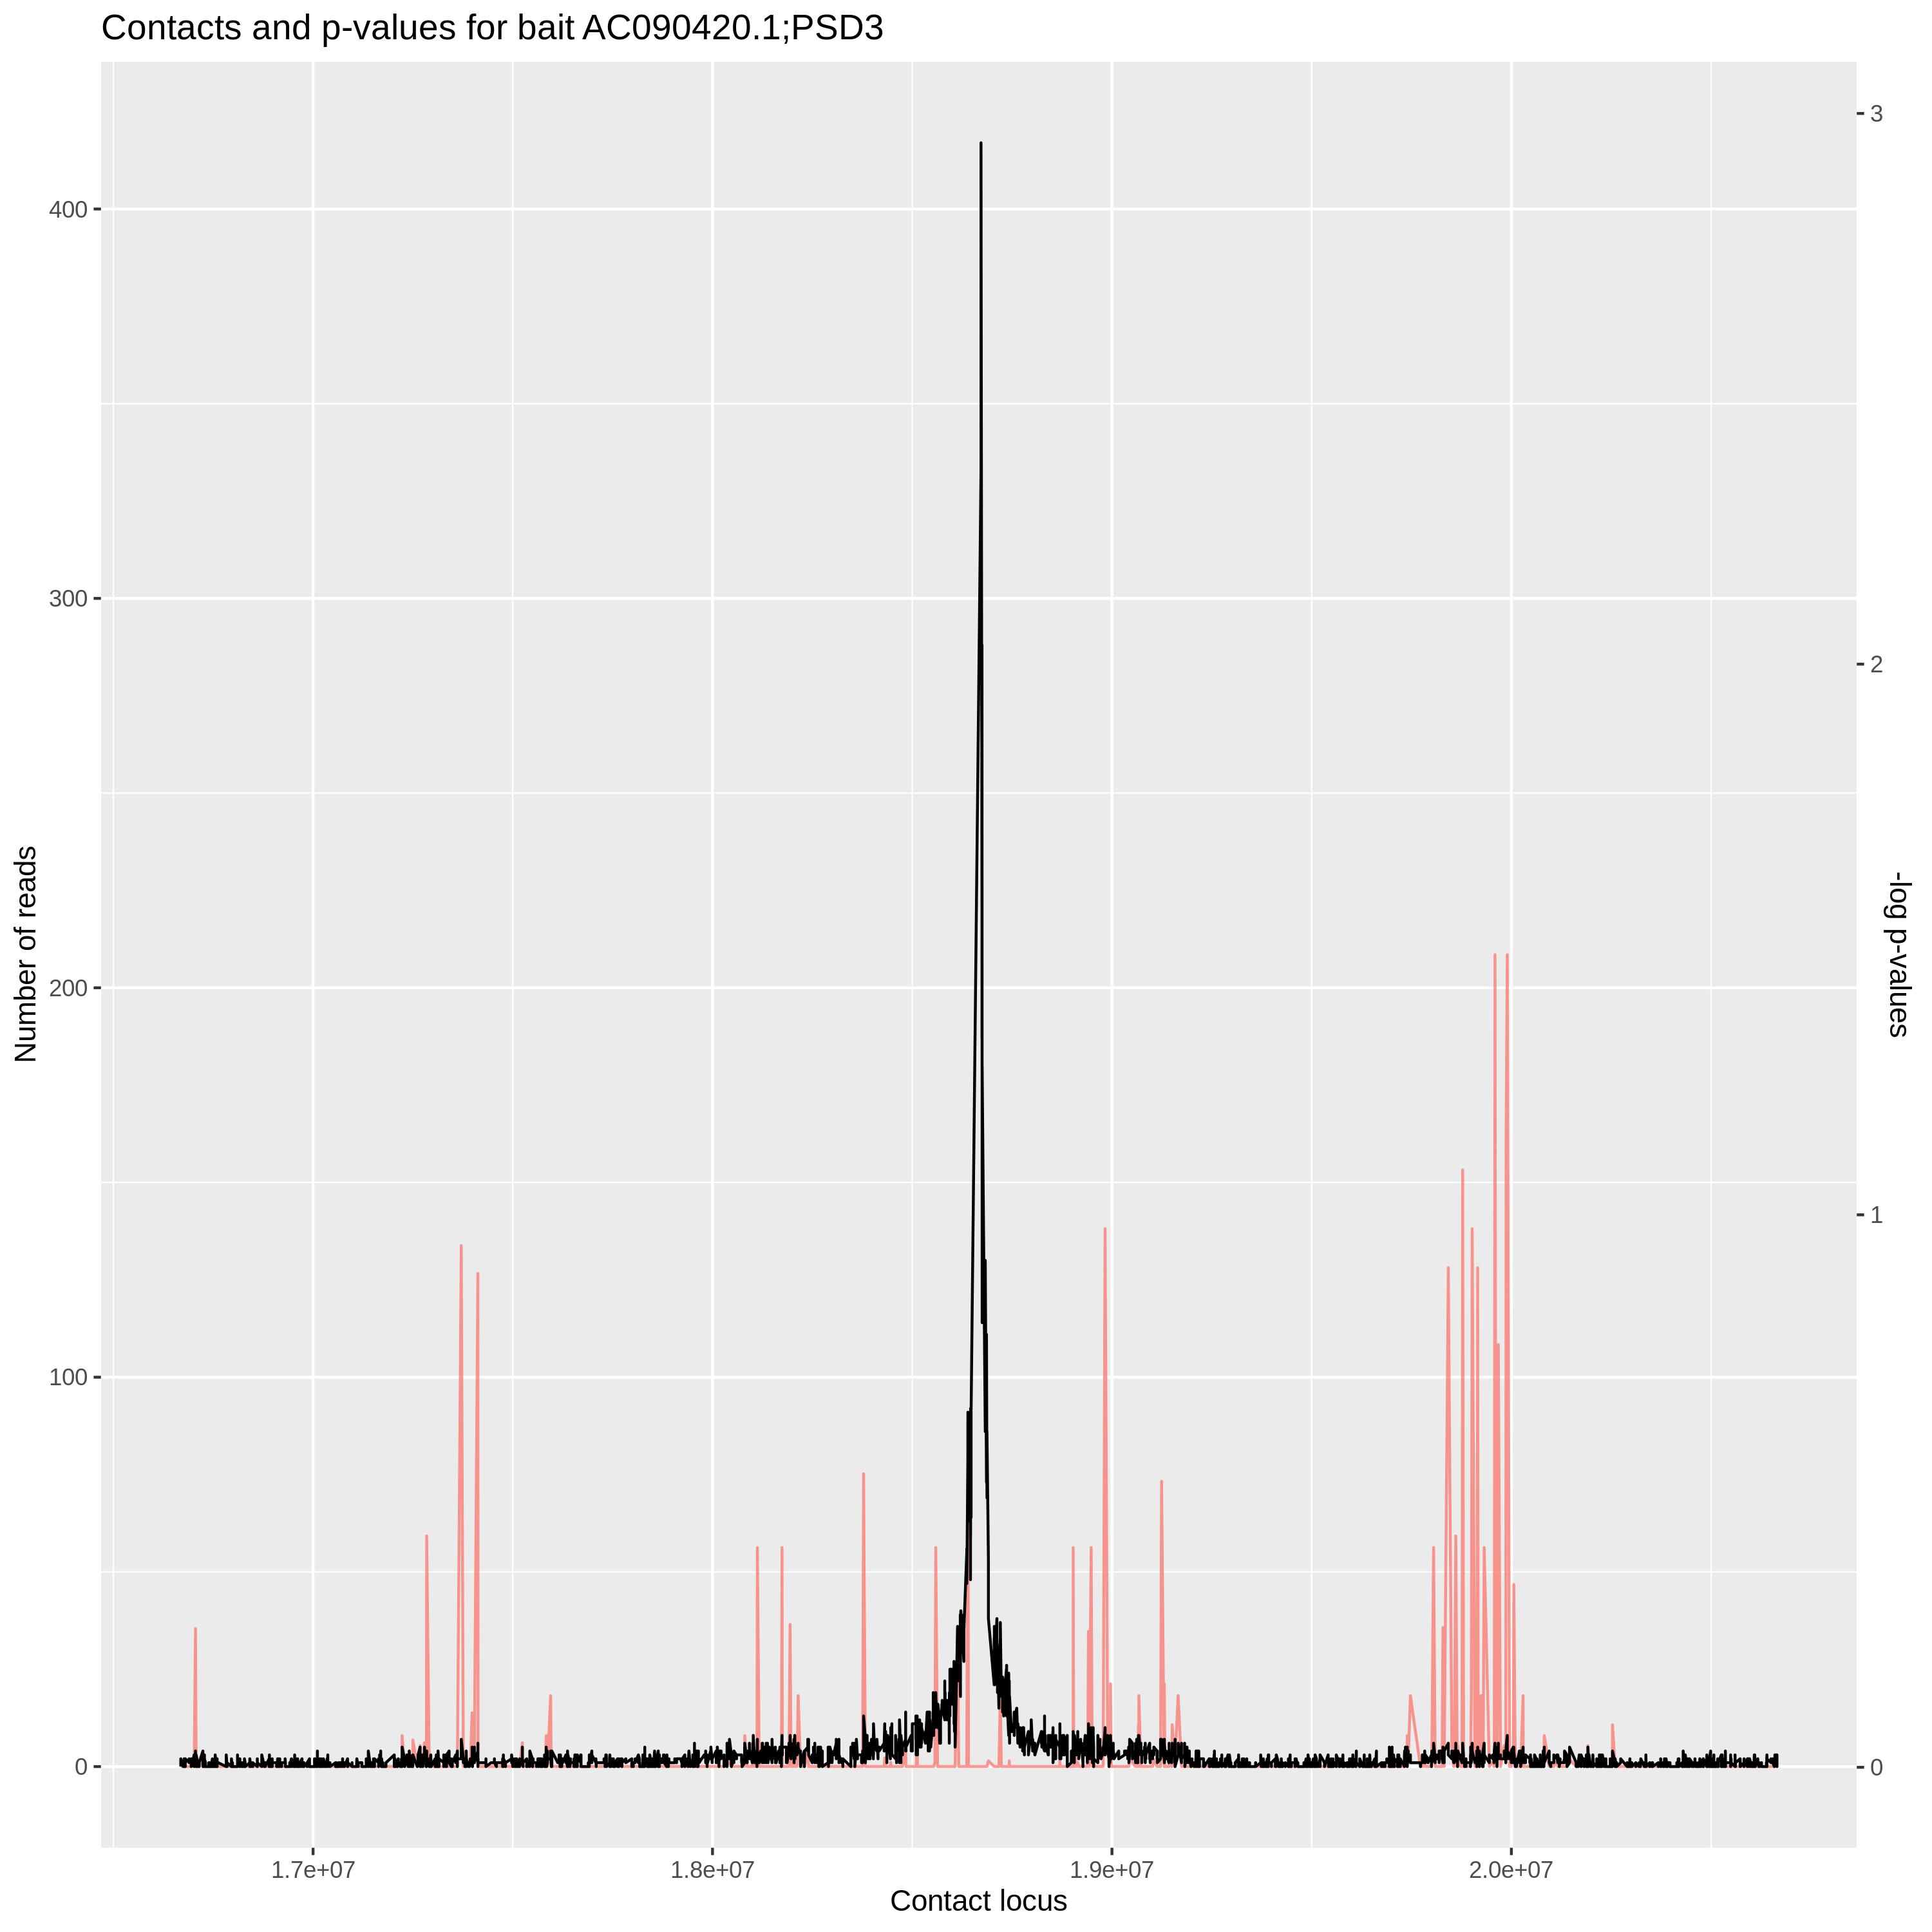 Contacts and p-values for bait AC090420.1;PSD3
400
300
200
100
0
3
2
1
0
Number of reads
-log p-values
1.7e+07
1.8e+07
1.9e+07
2.0e+07
Contact locus